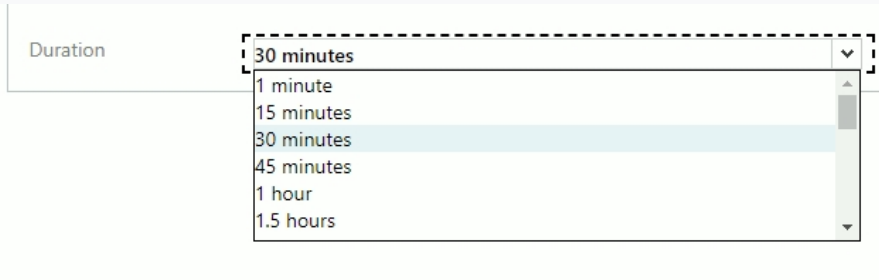 Duration
30 minutes
1 minute
15 minutes
30 minutes
45 minutes
1 hour
1.5 hours